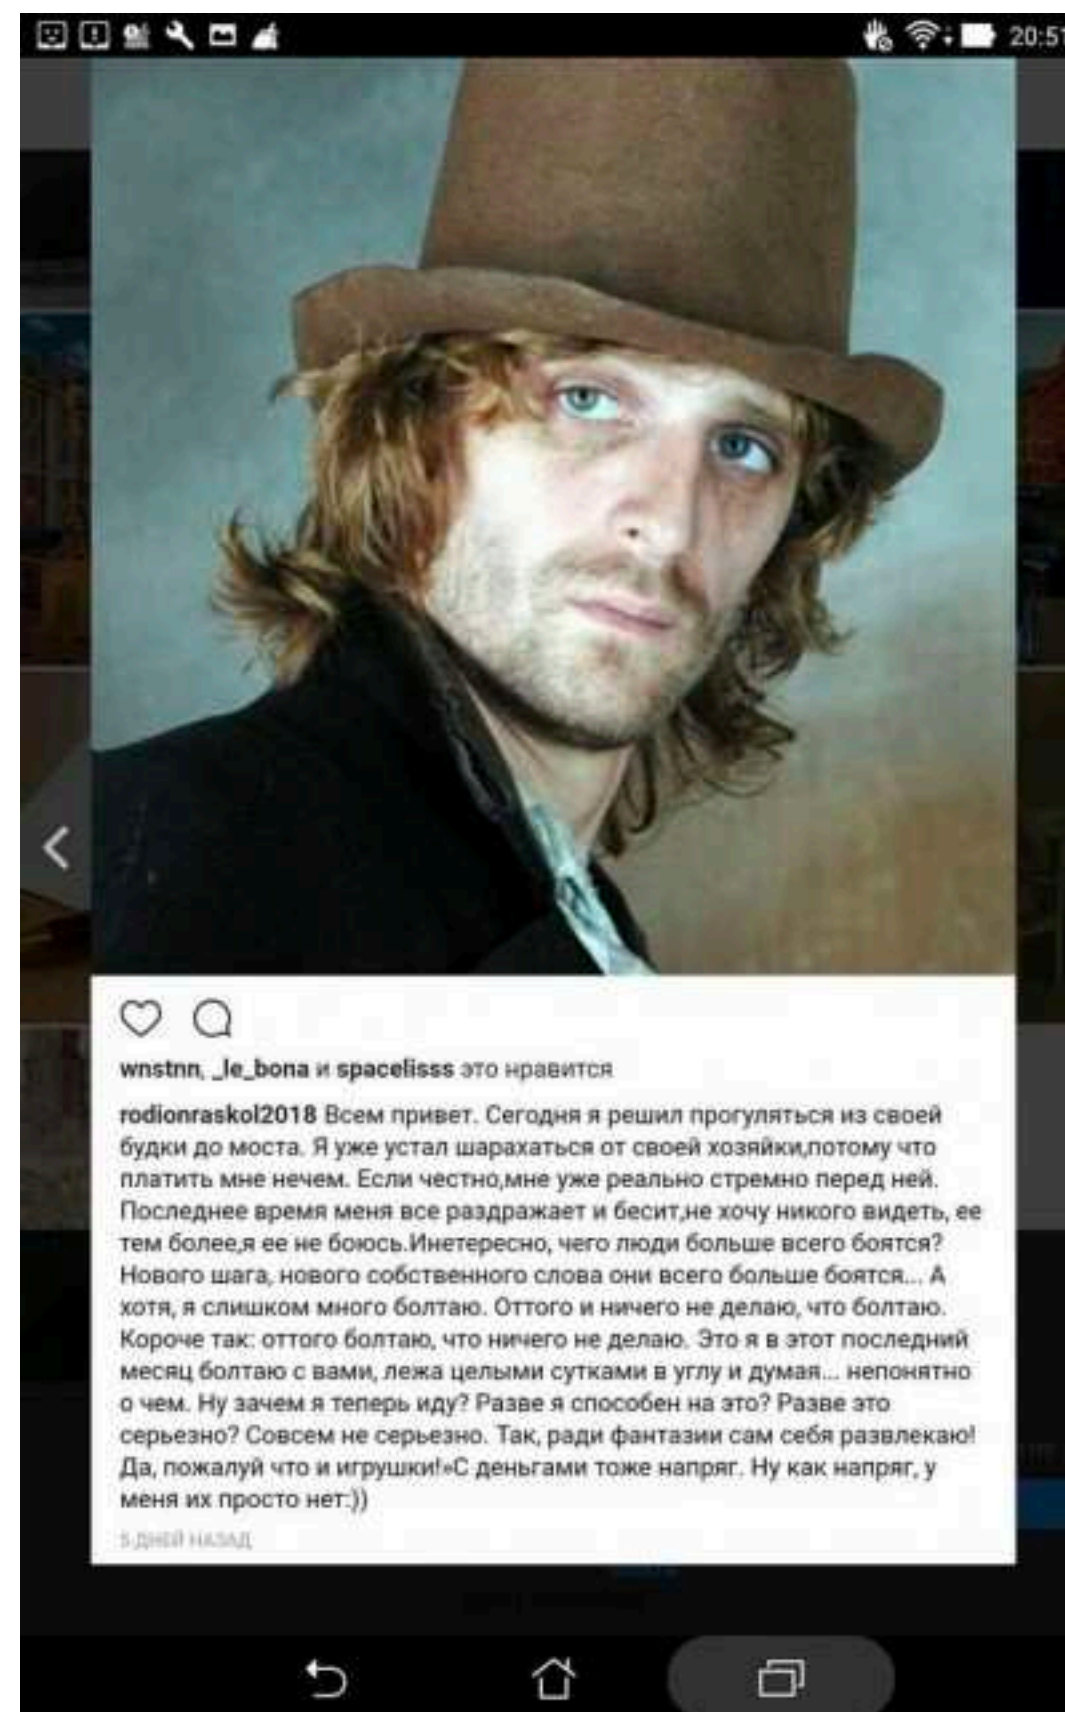 20:51
wnstnn, _le_bona и spacelisss это нравится
rodionraskol2018 Всем привет. Сегодня я решил прогуляться из своей
будки до моста. Я уже устал шарахаться от своей хозяйки,потому что
платить мне нечем. Если честно,мне уже реально стремно перед ней.
Последнее время меня все раздражает и бесит,не хочу никого видеть, ее
тем более,я ее не боюсь.Инетересно, чего люди больше всего боятся?
Нового шага, нового собственного слова они всего больше боятся... А
хотя, я слишком много болтаю. Оттого и ничего не делаю, что болтаю.
Короче так: оттого болтаю, что ничего не делаю. Это я в этот последний
месяц болтаю с вами, лежа целыми сутками в углу и думая... непонятно
о чем. Ну зачем я теперь иду? Разве я способен на это? Разве это
серьезно? Совсем не серьезно. Так, ради фантазии сам себя развлекаю!
Да, пожалуй что и игрушки!»С деньгами тоже напряг. Ну как напряг, у
меня их просто нет:))
5 ДНЕЙ НАЗАД